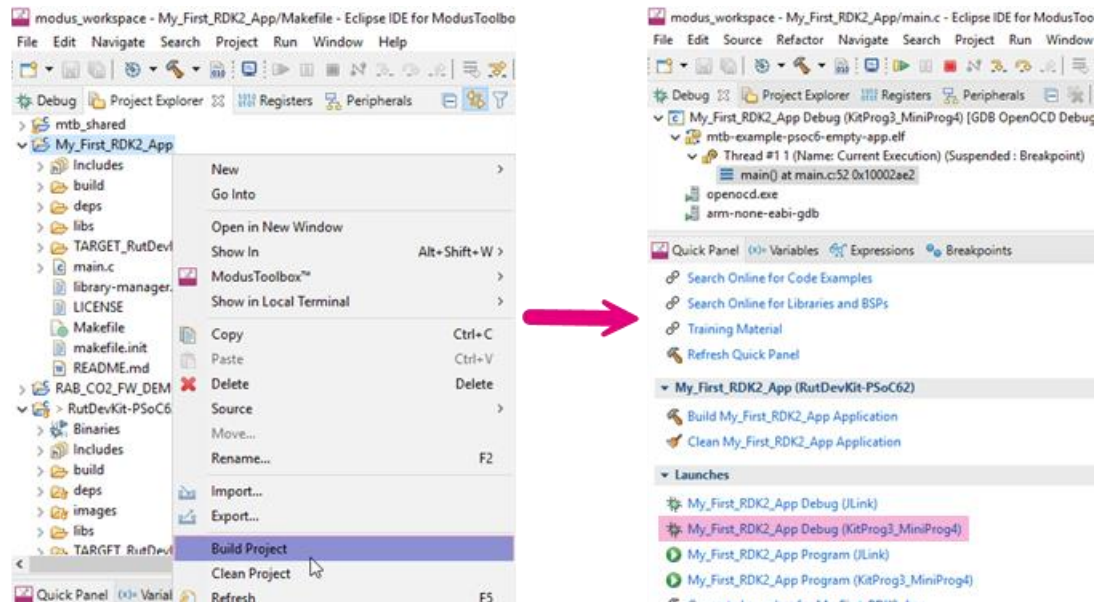 modus_workspace - My_First_RDK2_App/Makefile - Eclipse IDE for ModusToolbo
File Edit Navigate Search Project Run Window Help
Debug Project Explorer Registers Peripherals
mtb_shared
My_First_RDK2_App
Includes
build
deps
libs
TARGET_RutDevl
main.c
library-manager.
LICENSE
Makefile
makefile.init
README.md
RAB_CO2_FW_DEM
> RutDevKit-PSoC6
Binaries
Includes
build
deps
images
libs
TARGET_RutDevl
Quick Panel (x)= Varial
New
Go Into
Open in New Window
Show In Alt+Shift+W >
ModusToolbox™
Show in Local Terminal
Copy Ctrl+C
Paste Ctrl+V
Delete Delete
Source
Move...
Rename... F2
Import...
Export...
Build Project
Clean Project
Refresh F5
modus_workspace - My_First_RDK2_App/main.c - Eclipse IDE for ModusToo
File Edit Source Refactor Navigate Search Project Run Window
Debug Project Explorer Registers Peripherals
My_First_RDK2_App Debug (KitProg3_MiniProg4) [GDB OpenOCD Debug
mtb-example-psoc6-empty-app.elf
Thread #1 1 (Name: Current Execution) (Suspended : Breakpoint)
main() at main.c:52 0x10002ae2
openocd.exe
arm-none-eabi-gdb
Quick Panel (x)= Variables Expressions Breakpoints
Search Online for Code Examples
Search Online for Libraries and BSPs
Training Material
Refresh Quick Panel
My_First_RDK2_App (RutDevKit-PSoC62)
Build My_First_RDK2_App Application
Clean My_First_RDK2_App Application
Launches
My_First_RDK2_App Debug (JLink)
My_First_RDK2_App Debug (KitProg3_MiniProg4)
My_First_RDK2_App Program (JLink)
My_First_RDK2_App Program (KitProg3_MiniProg4)